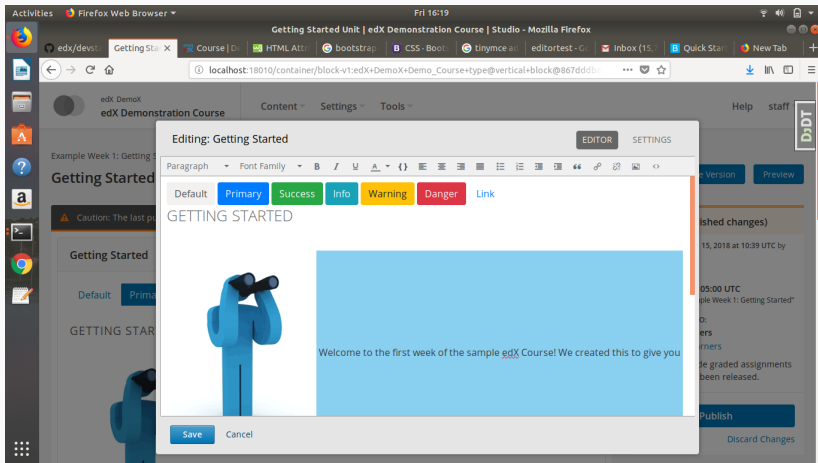 Activities Firefox Web Browser Fri 16:19
Getting Started Unit | edX Demonstration Course | Studio - Mozilla Firefox
edx/devsta Getting Sta Course | De HTML Attri bootstrap CSS · Boots tinymce ad editortest - G Inbox (15, Quick Start New Tab
localhost:18010/container/block-v1:edX+DemoX+Demo_Course+type@vertical+block@867dddb
edX DemoX
edX Demonstration Course
Content Settings Tools Help staff
DjDT
Editing: Getting Started EDITOR SETTINGS
Example Week 1: Getting S
Getting Started
e Version Preview
Paragraph Font Family B I U A {}
Default Primary Success Info Warning Danger Link
GETTING STARTED
Caution: The last pu
ished changes)
15, 2018 at 10:39 UTC by
Getting Started
05:00 UTC
ple Week 1: Getting Started"
Default Prima
O:
ers
rners
GETTING STAR
Welcome to the first week of the sample edX Course! We created this to give you
de graded assignments
been released.
Publish
Save Cancel
Discard Changes